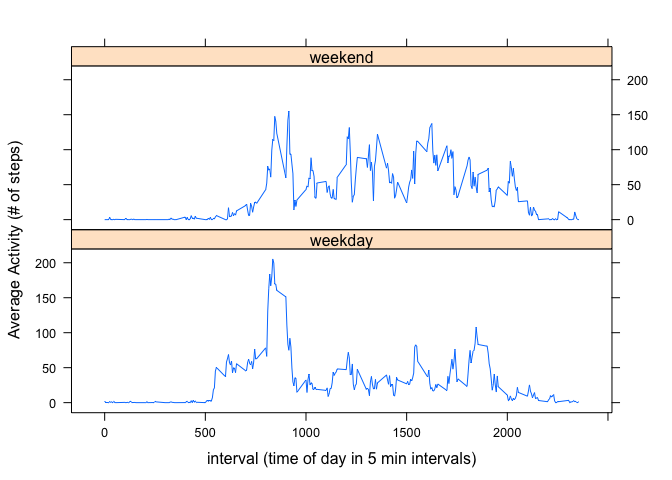 weekend
200
150
100
50
0
weekday
200
150
100
50
0
0 500 1000 1500 2000
interval (time of day in 5 min intervals)
Average Activity (# of steps)